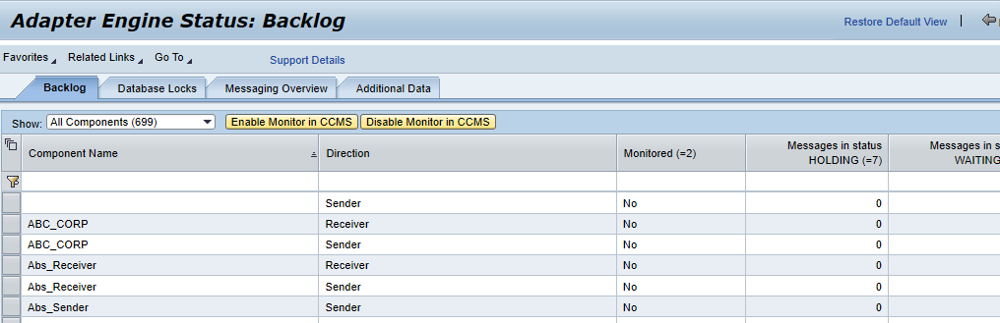 Adapter Engine Status: Backlog
Restore Default View
Favorites Related Links Go To Support Details
Backlog Database Locks Messaging Overview Additional Data
Show: All Components (699) Enable Monitor in CCMS Disable Monitor in CCMS
Component Name Direction Monitored (=2) Messages in status HOLDING (=7) Messages in s WAITING
Sender No 0
ABC_CORP Receiver No 0
ABC_CORP Sender No 0
Abs_Receiver Receiver No 0
Abs_Receiver Sender No 0
Abs_Sender Sender No 0